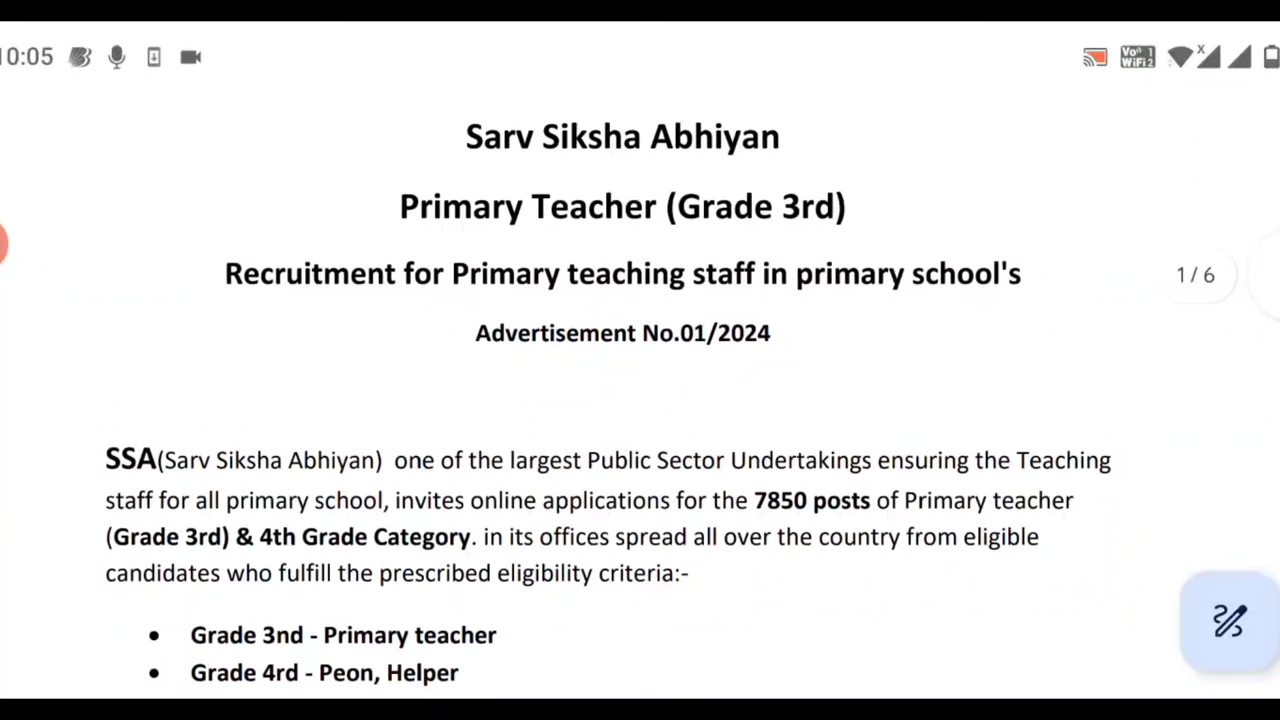 10:05
Vo 1
WiFi 2
x
Sarv Siksha Abhiyan
Primary Teacher (Grade 3rd)
Recruitment for Primary teaching staff in primary school's
1 / 6
Advertisement No.01/2024
SSA(Sarv Siksha Abhiyan) one of the largest Public Sector Undertakings ensuring the Teaching
staff for all primary school, invites online applications for the 7850 posts of Primary teacher
(Grade 3rd) & 4th Grade Category. in its offices spread all over the country from eligible
candidates who fulfill the prescribed eligibility criteria:-
• Grade 3nd - Primary teacher
• Grade 4rd - Peon, Helper